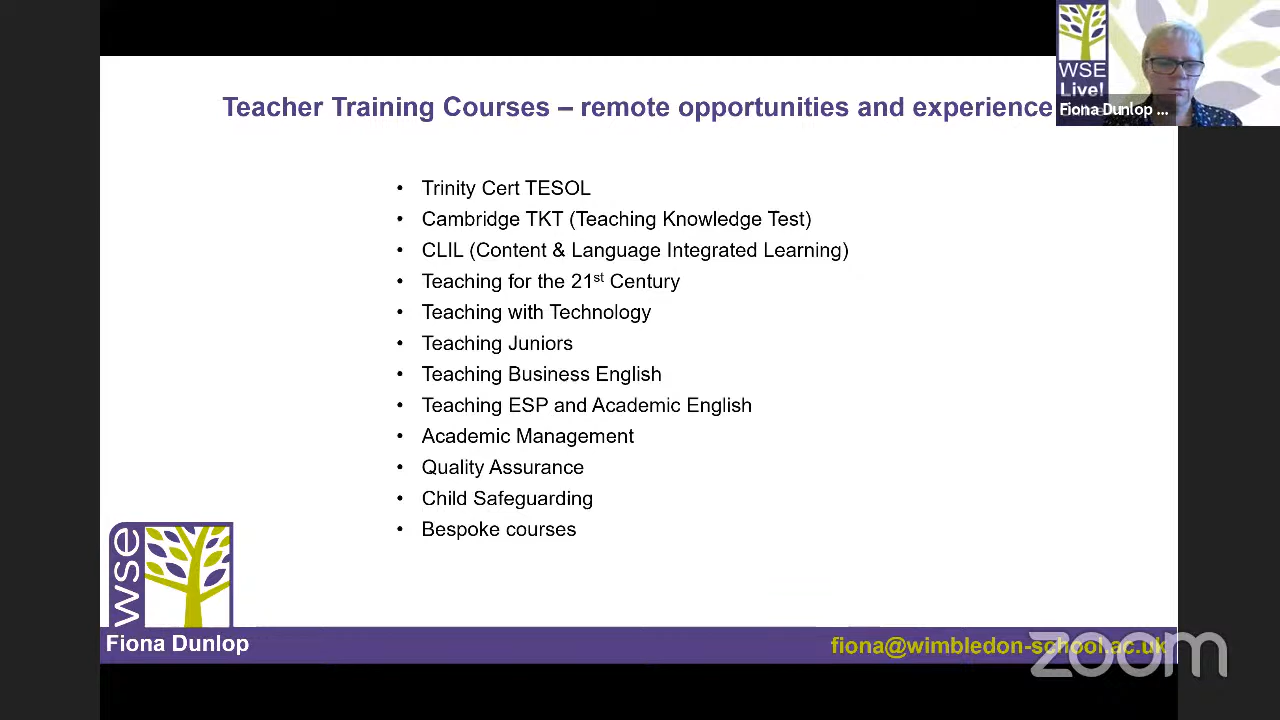 Teacher Training Courses – remote opportunities and experience
WSE
Live!
Fiona Dunlop ...
• Trinity Cert TESOL
• Cambridge TKT (Teaching Knowledge Test)
• CLIL (Content & Language Integrated Learning)
• Teaching for the 21st Century
• Teaching with Technology
• Teaching Juniors
• Teaching Business English
• Teaching ESP and Academic English
• Academic Management
• Quality Assurance
• Child Safeguarding
• Bespoke courses
wse
Fiona Dunlop
fiona@wimbledon-school.ac.uk
zoom